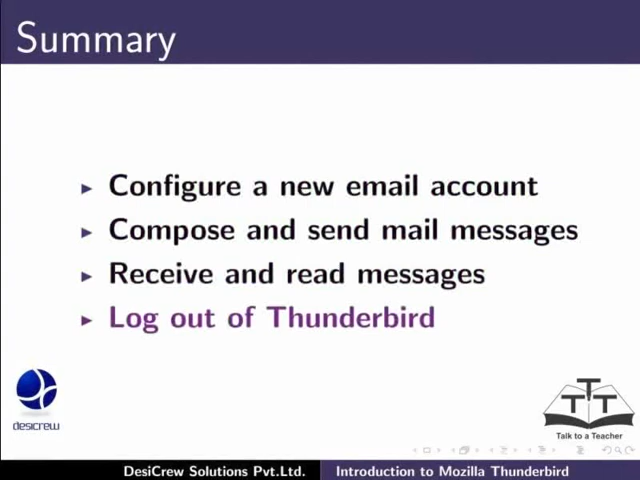 Summary
Configure a new email account
Compose and send mail messages
Receive and read messages
Log out of Thunderbird
desicrew
TTT
Talk to a Teacher
DesiCrew Solutions Pvt.Ltd. Introduction to Mozilla Thunderbird